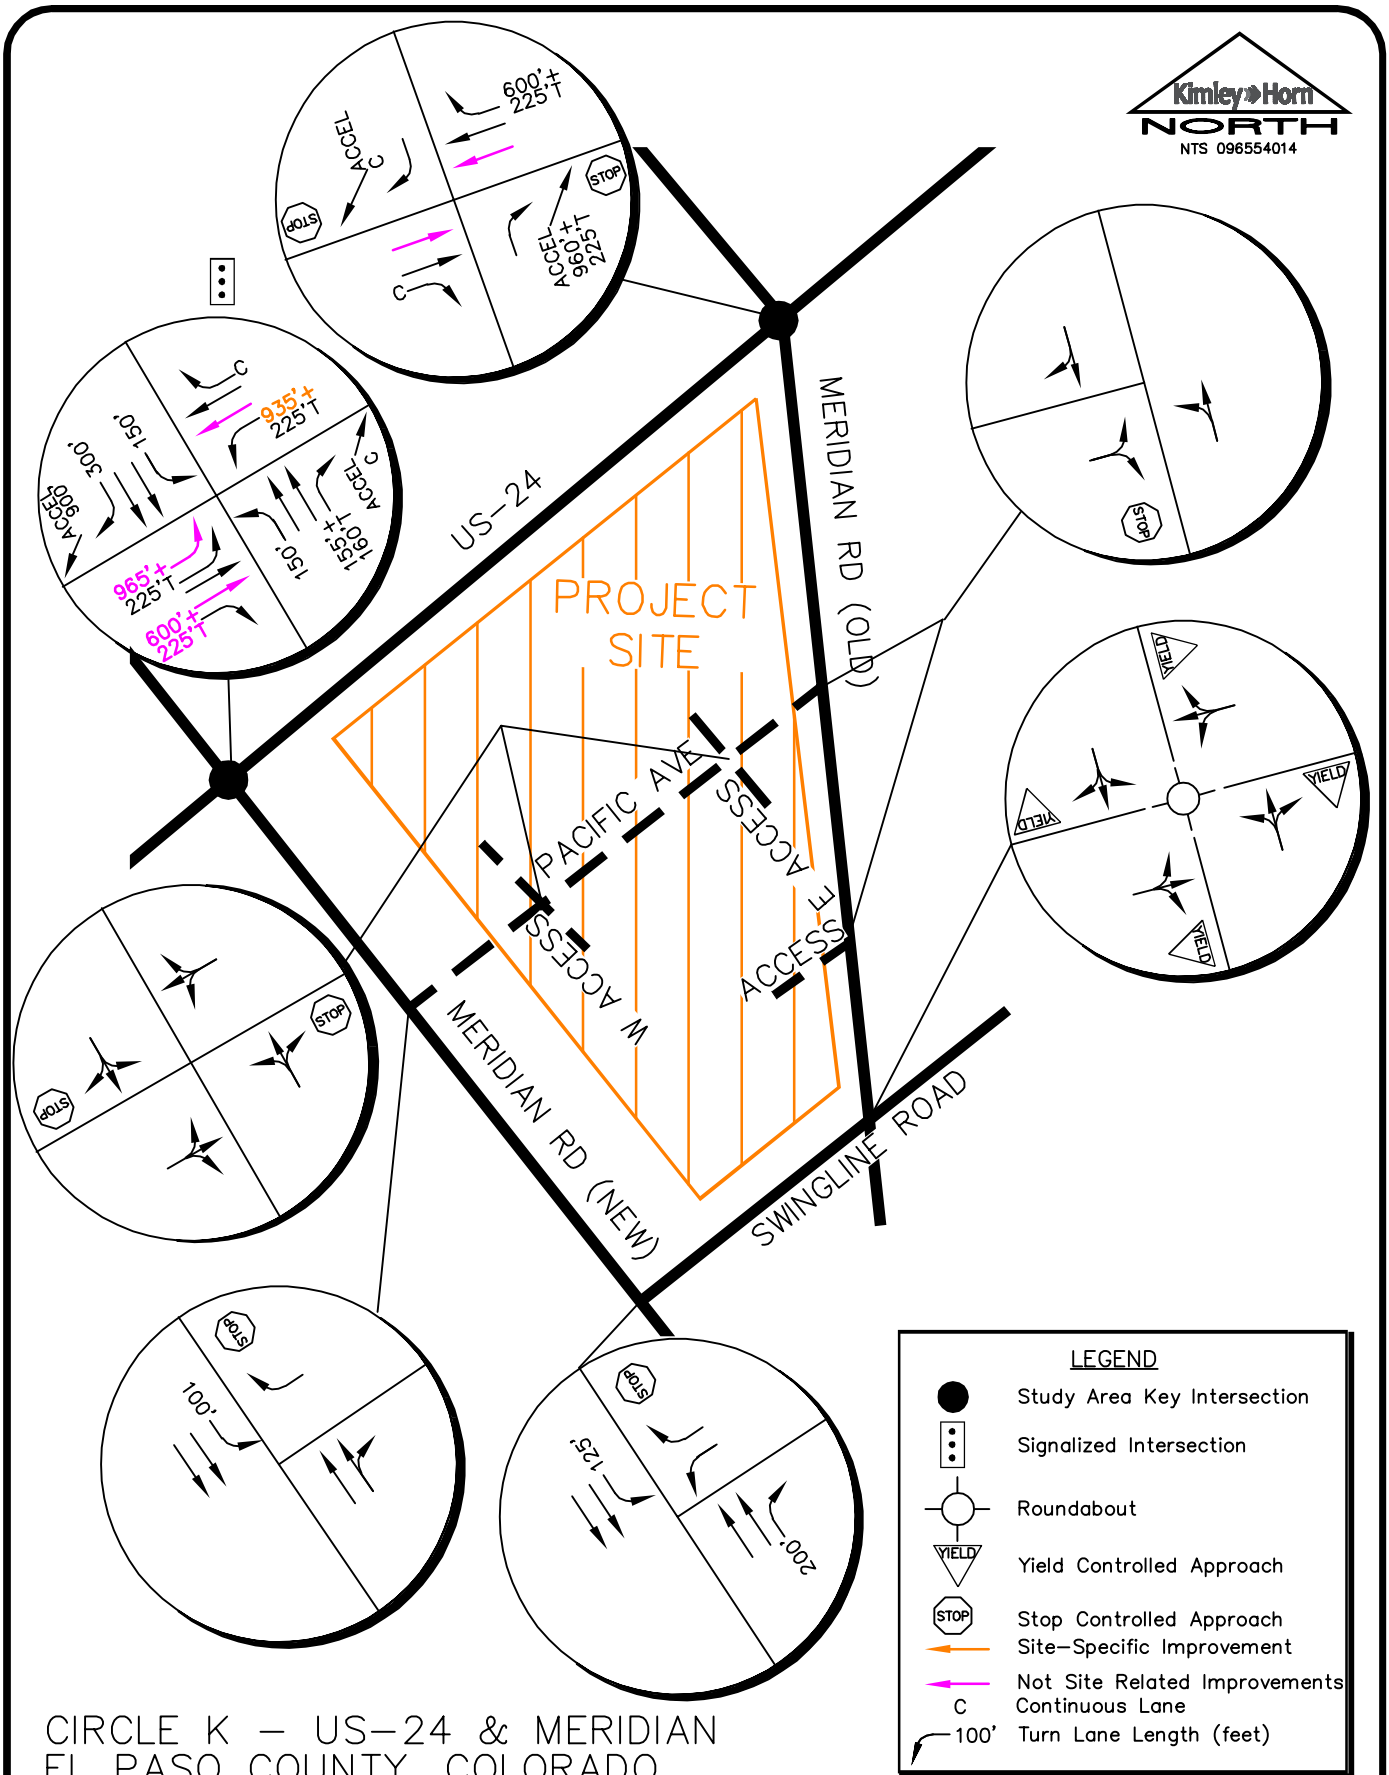 Kimley»Horn
NORTH
NTS 096554014
600'+
225'T
ACCEL
C
STOP
STOP
C
ACCEL
960'+
225'T
C
935'+
225'T
150'
300'
ACCEL
900'
965'+
225'T
600'+
225'T
150'
155'+
160'T
ACCEL
C
US-24
MERIDIAN RD (OLD)
PROJECT
SITE
STOP
YIELD
YIELD
YIELD
YIELD
PACIFIC AVE
E ACCESS
W ACCESS
ACCESS
STOP
STOP
MERIDIAN RD (NEW)
SWINGLINE ROAD
STOP
100'
STOP
125'
200'
LEGEND
Study Area Key Intersection
Signalized Intersection
Roundabout
YIELD Yield Controlled Approach
STOP Stop Controlled Approach
Site-Specific Improvement
Not Site Related Improvements
C Continuous Lane
100' Turn Lane Length (feet)
CIRCLE K - US-24 & MERIDIAN
EL PASO COUNTY, COLORADO